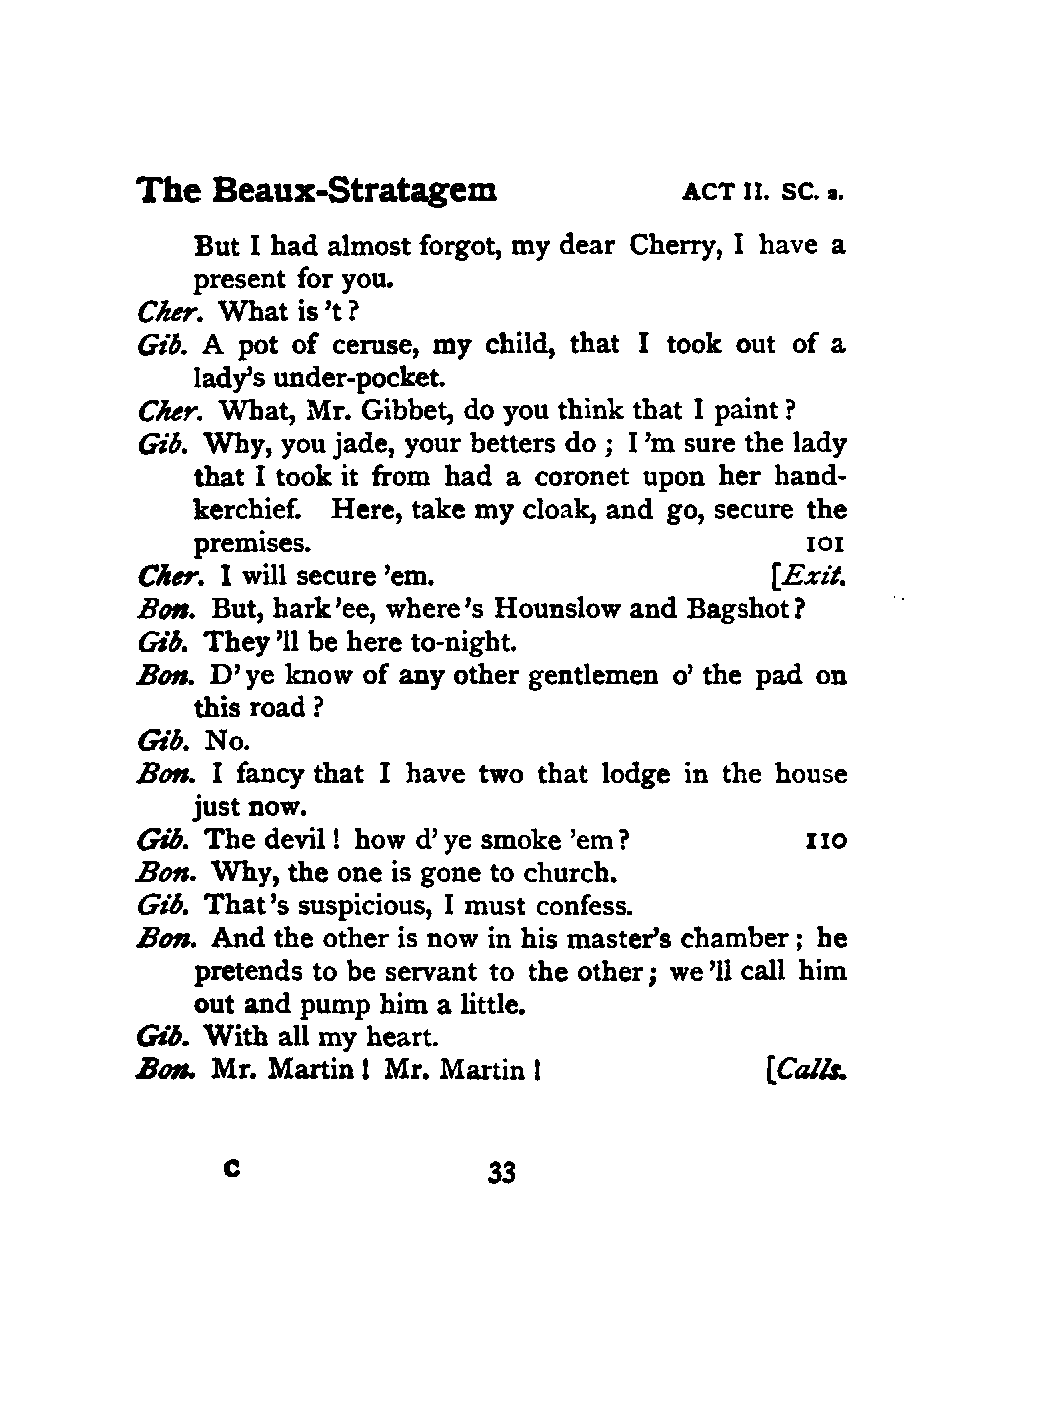 The Beaux-Stratagem ACT II. SC. 2.
But I had almost forgot, my dear Cherry, I have a
present for you.
Cher. What is 't ?
Gib. A pot of ceruse, my child, that I took out of a
lady's under-pocket.
Cher. What, Mr. Gibbet, do you think that I paint ?
Gib. Why, you jade, your betters do ; I 'm sure the lady
that I took it from had a coronet upon her hand-
kerchief. Here, take my cloak, and go, secure the
premises. 101
Cher. I will secure 'em. [Exit.
Bon. But, hark 'ee, where 's Hounslow and Bagshot ?
Gib. They 'll be here to-night.
Bon. D' ye know of any other gentlemen o' the pad on
this road ?
Gib. No.
Bon. I fancy that I have two that lodge in the house
just now.
Gib. The devil ! how d' ye smoke 'em ? 110
Bon. Why, the one is gone to church.
Gib. That 's suspicious, I must confess.
Bon. And the other is now in his master's chamber ; he
pretends to be servant to the other ; we 'll call him
out and pump him a little.
Gib. With all my heart.
Bon. Mr. Martin ! Mr. Martin ! [Calls.
C 33